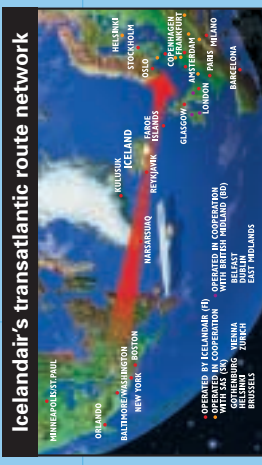 Icelandair's transatlantic route network
MINNEAPOLIS/ST.PAUL
ORLANDO
BALTIMORE/WASHINGTON
NEW YORK
BOSTON
NARSARSUAQ
KULUSUK
ICELAND
REYKJAVIK
FAROE
ISLANDS
HELSINKI
STOCKHOLM
OSLO
COPENHAGEN
FRANKFURT
AMSTERDAM
GLASGOW
LONDON
PARIS
MILANO
BARCELONA
OPERATED BY ICELANDAIR (FI)
OPERATED IN COOPERATION
WITH SAS (SK)
GOTHENBURG VIENNA
HELSINKI ZURICH
BRUSSELS
OPERATED IN COOPERATION
WITH BRITISH MIDLAND (BD)
BELFAST
DUBLIN
EAST MIDLANDS